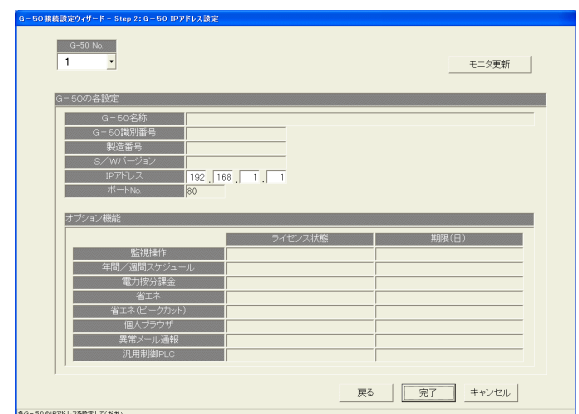 G-50接続設定ウィザード - Step 2: G-50 IPアドレス設定
G-50 No.
1
モニタ更新
G-50の各設定
G-50名称
G-50識別番号
製造番号
S/Wバージョン
IPアドレス 192 . 168 . 1 . 1
ポートNo. 80
オプション機能
ライセンス状態 期限(日)
監視操作
年間/週間スケジュール
電力按分課金
省エネ
省エネ(ピークカット)
個人ブラウザ
異常メール通報
汎用制御PLC
戻る 完了 キャンセル